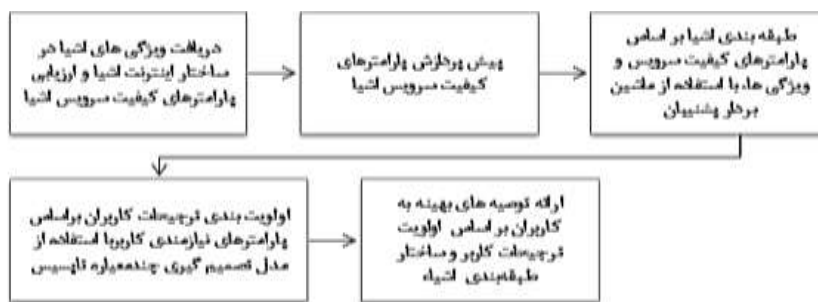 دریافت ویژگی های اشیا در
ساختار اینترنت اشیا و ارزیابی
پارامترهای کیفیت سرویس اشیا
پیش پردازش پارامترهای
کیفیت سرویس اشیا
طبقه بندی اشیا بر اساس
پارامترهای کیفیت سرویس و
ویژگی ها، با استفاده از ماشین
بردار پشتیبان
اولویت بندی ترجیحات کاربران براساس
پارامترهای نیازمندی کاربر با استفاده از
مدل تصمیم گیری چندمعیاره تاپسیس
ارائه توصیه های بهینه به
کاربران بر اساس اولویت
ترجیحات کاربر و ساختار
طبقه‌بندی اشیاء